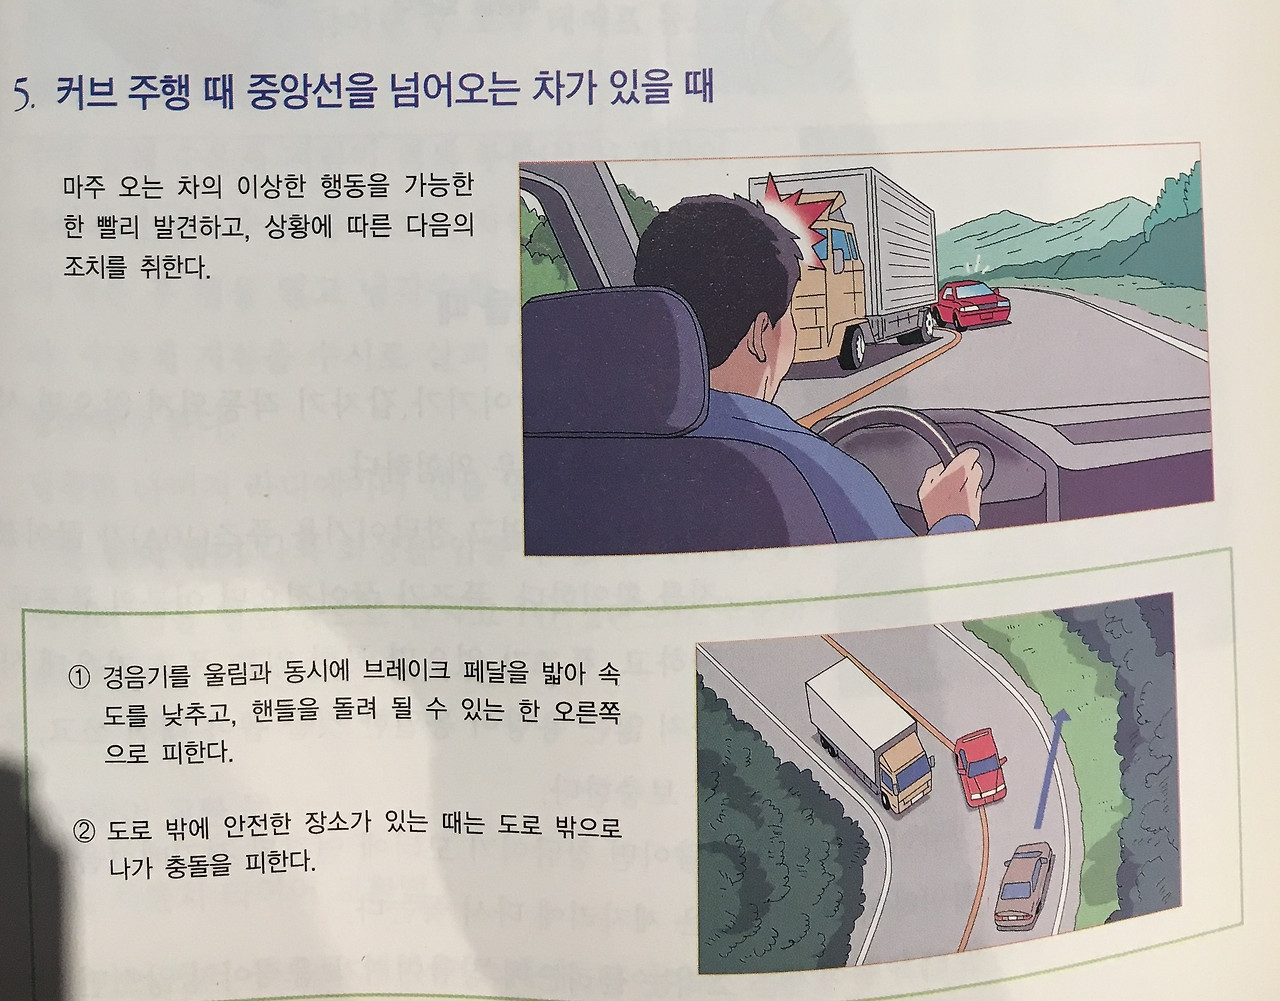 5. 커브 주행 때 중앙선을 넘어오는 차가 있을 때
마주 오는 차의 이상한 행동을 가능한
한 빨리 발견하고, 상황에 따른 다음의
조치를 취한다.
① 경음기를 울림과 동시에 브레이크 페달을 밟아 속
도를 낮추고, 핸들을 돌려 될 수 있는 한 오른쪽
으로 피한다.
② 도로 밖에 안전한 장소가 있는 때는 도로 밖으로
나가 충돌을 피한다.